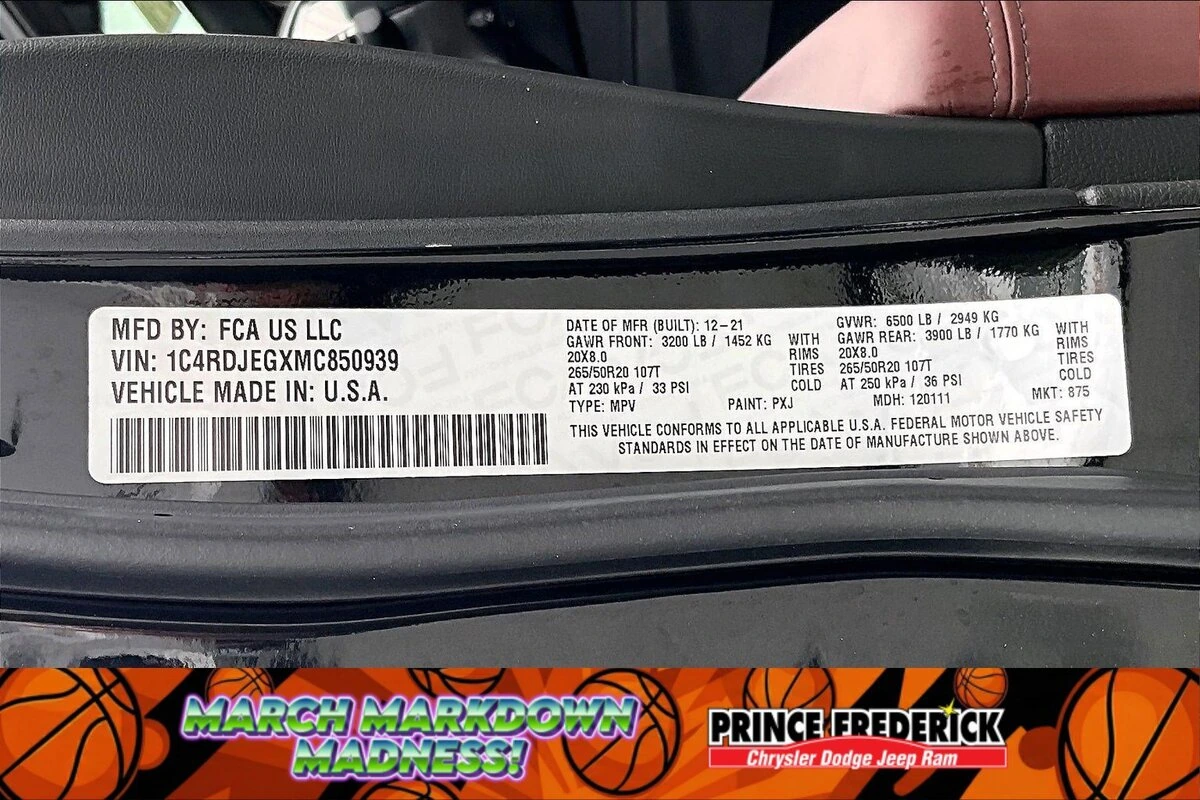 MFD BY: FCA US LLC
VIN: 1C4RDJEGXMC850939
VEHICLE MADE IN: U.S.A.
DATE OF MFR (BUILT): 12-21
GAWR FRONT: 3200 LB / 1452 KG WITH
20X8.0 RIMS
265/50R20 107T TIRES
AT 230 kPa / 33 PSI COLD
TYPE: MPV PAINT: PXJ
GVWR: 6500 LB / 2949 KG
GAWR REAR: 3900 LB / 1770 KG WITH
20X8.0 RIMS
265/50R20 107T TIRES
AT 250 kPa / 36 PSI COLD
MDH: 120111 MKT: 875
THIS VEHICLE CONFORMS TO ALL APPLICABLE U.S.A. FEDERAL MOTOR VEHICLE SAFETY
STANDARDS IN EFFECT ON THE DATE OF MANUFACTURE SHOWN ABOVE.
MARCH MARKDOWN
MADNESS!
PRINCE FREDERICK
Chrysler Dodge Jeep Ram